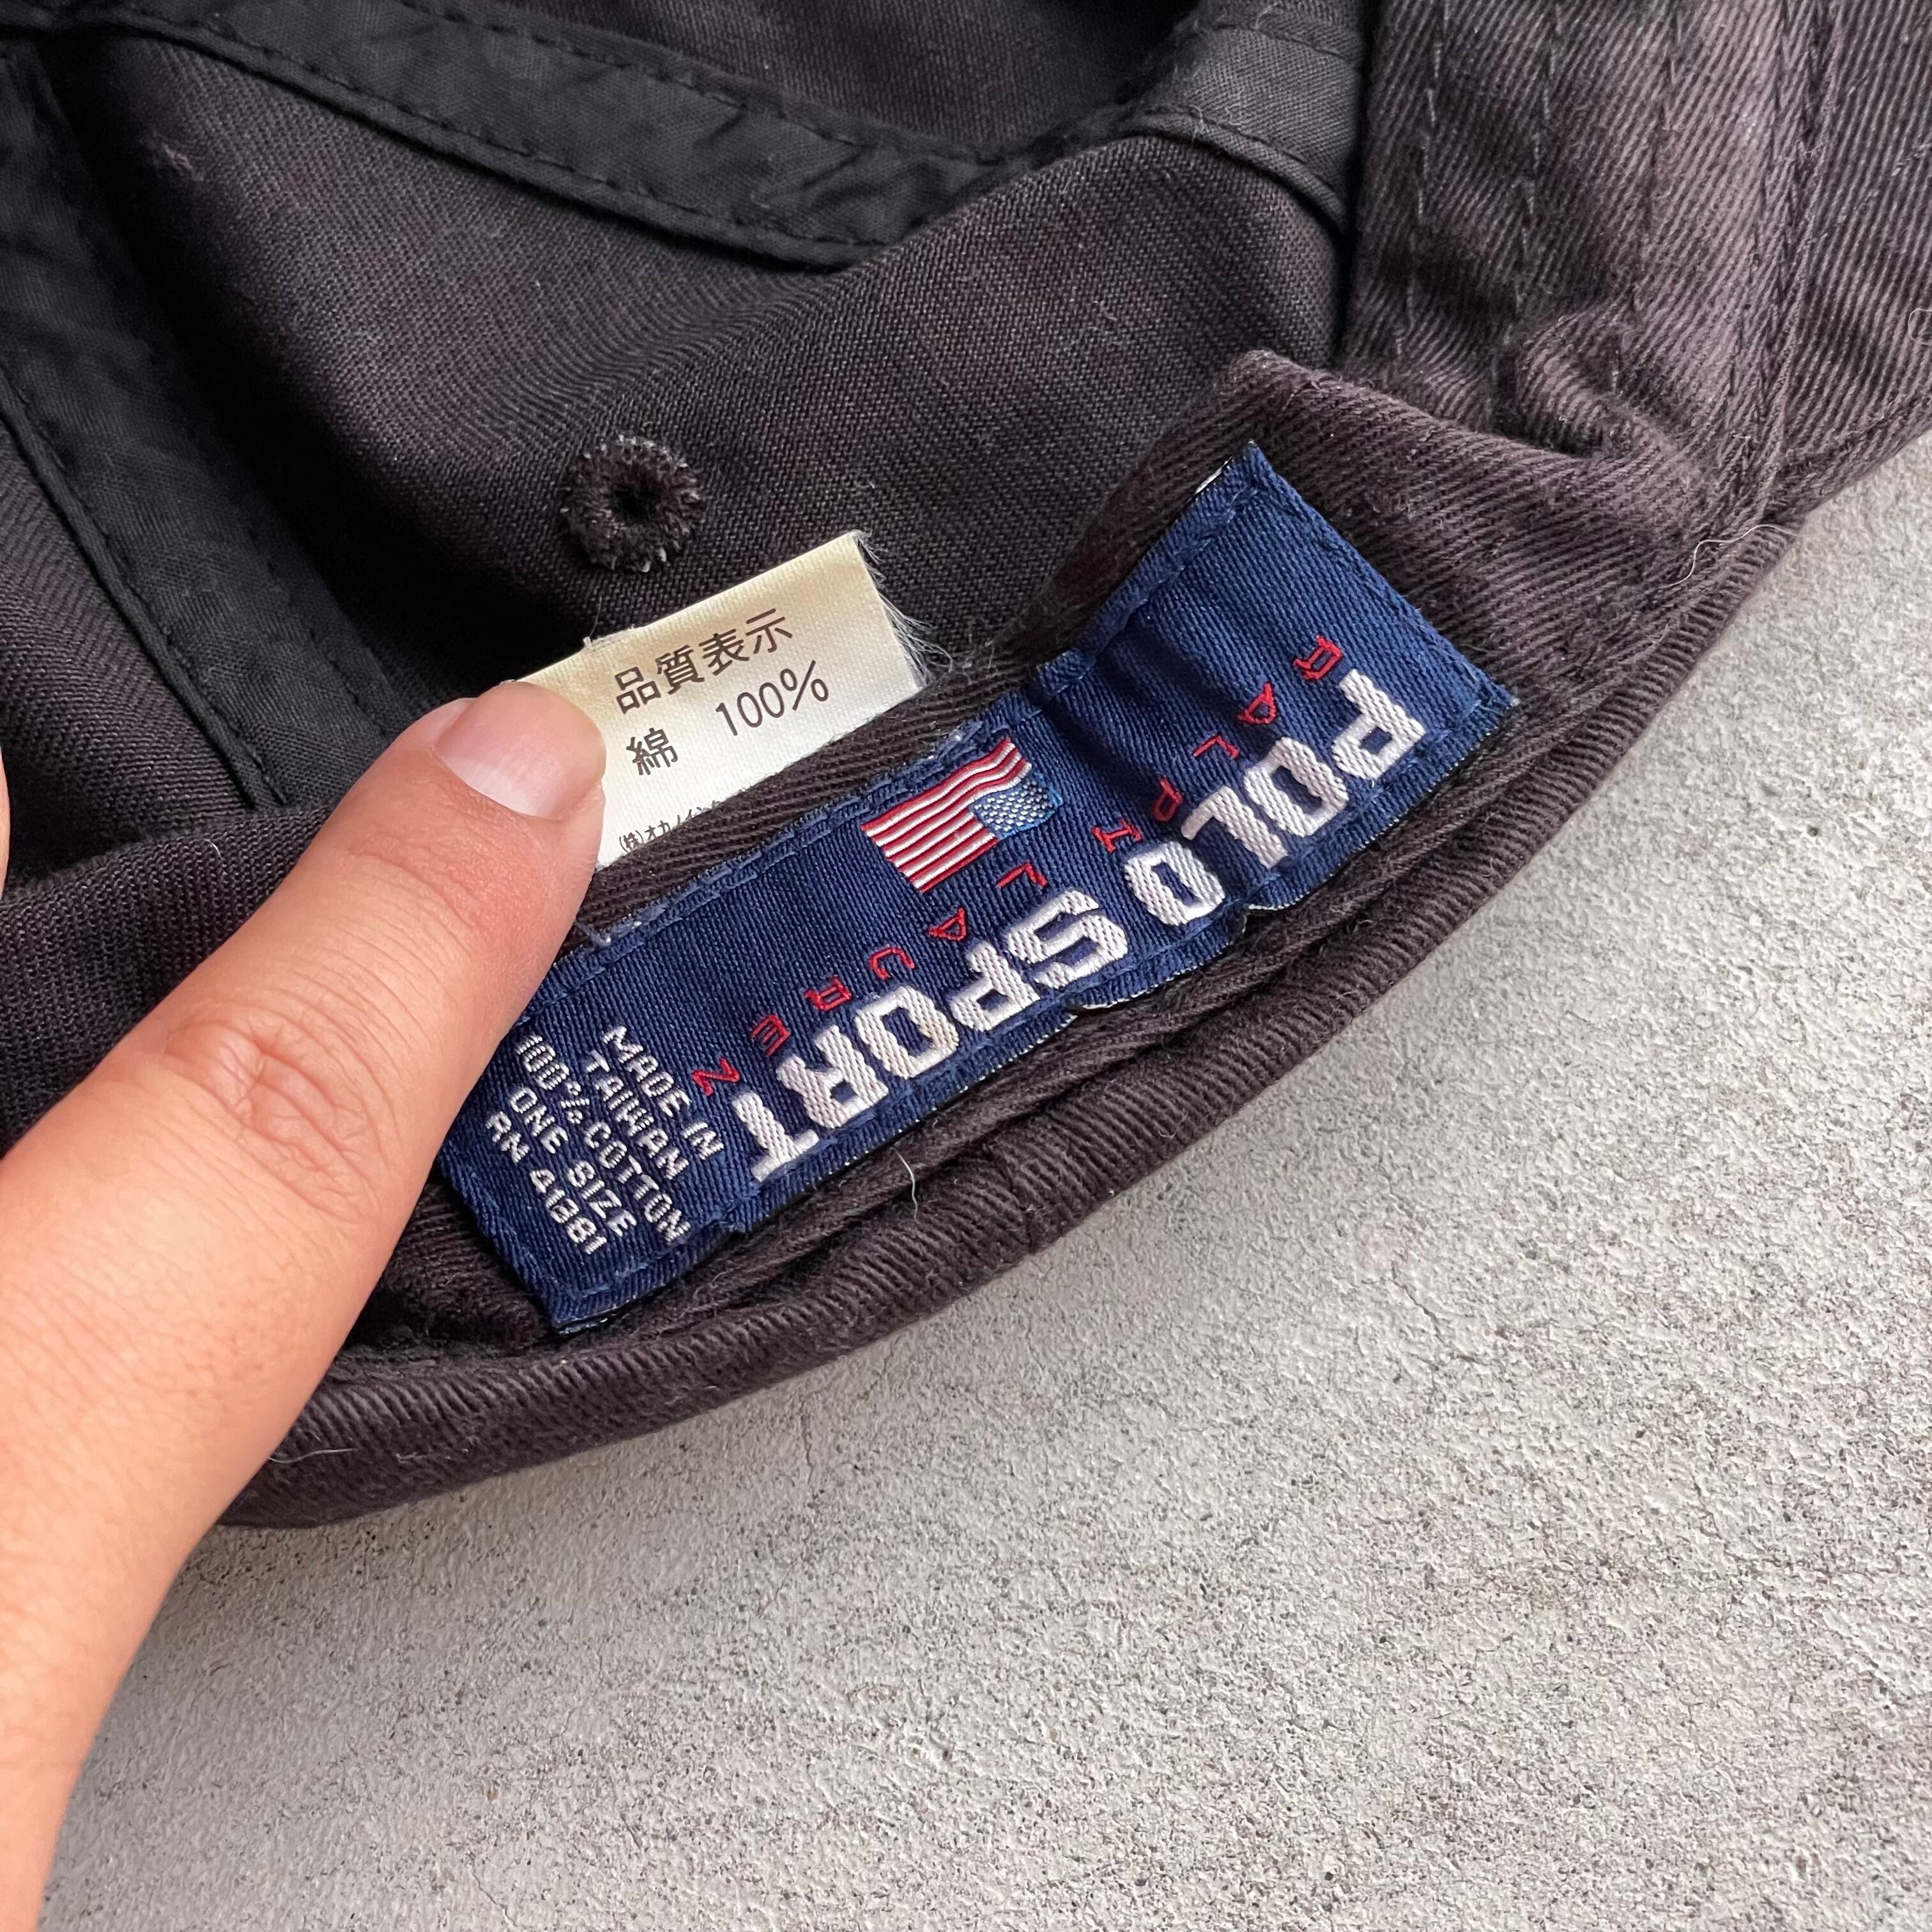 品質表示
綿 100%
RALPH LAUREN
POLO SPORT
MADE IN
TAIWAN
100% COTTON
ONE SIZE
RN 41381